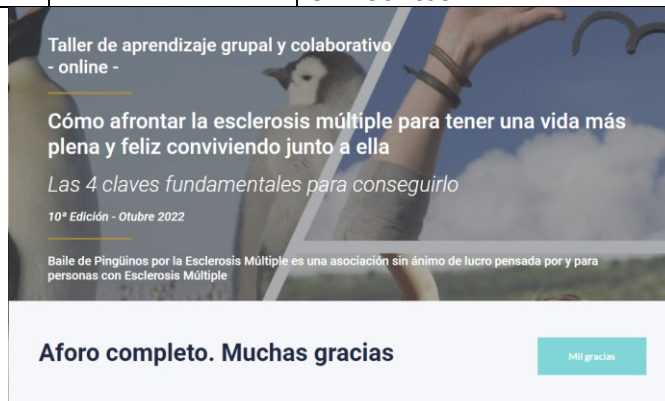 Taller de aprendizaje grupal y colaborativo
- online -
Cómo afrontar la esclerosis múltiple para tener una vida más
plena y feliz conviviendo junto a ella
Las 4 claves fundamentales para conseguirlo
10ª Edición - Otubre 2022
Baile de Pingüinos por la Esclerosis Múltiple es una asociación sin ánimo de lucro pensada por y para
personas con Esclerosis Múltiple
Aforo completo. Muchas gracias
Mil gracias